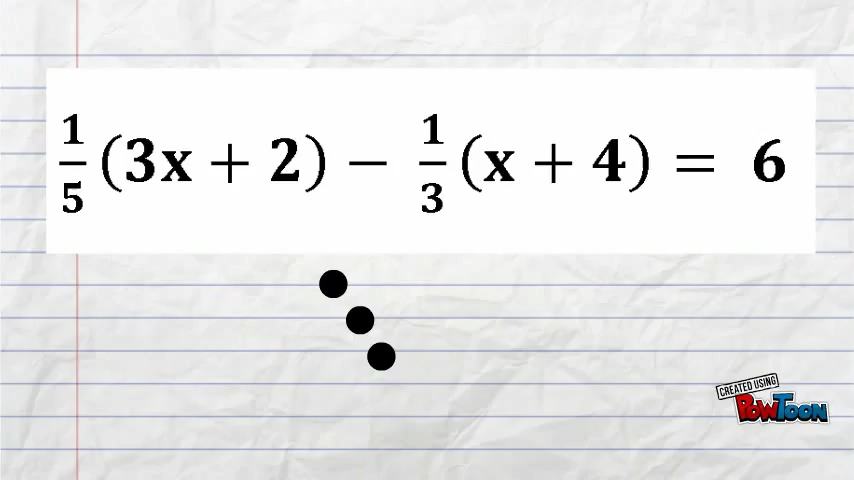 1/5 (3x + 2) − 1/3 (x + 4) = 6
CREATED USING
POWTOON